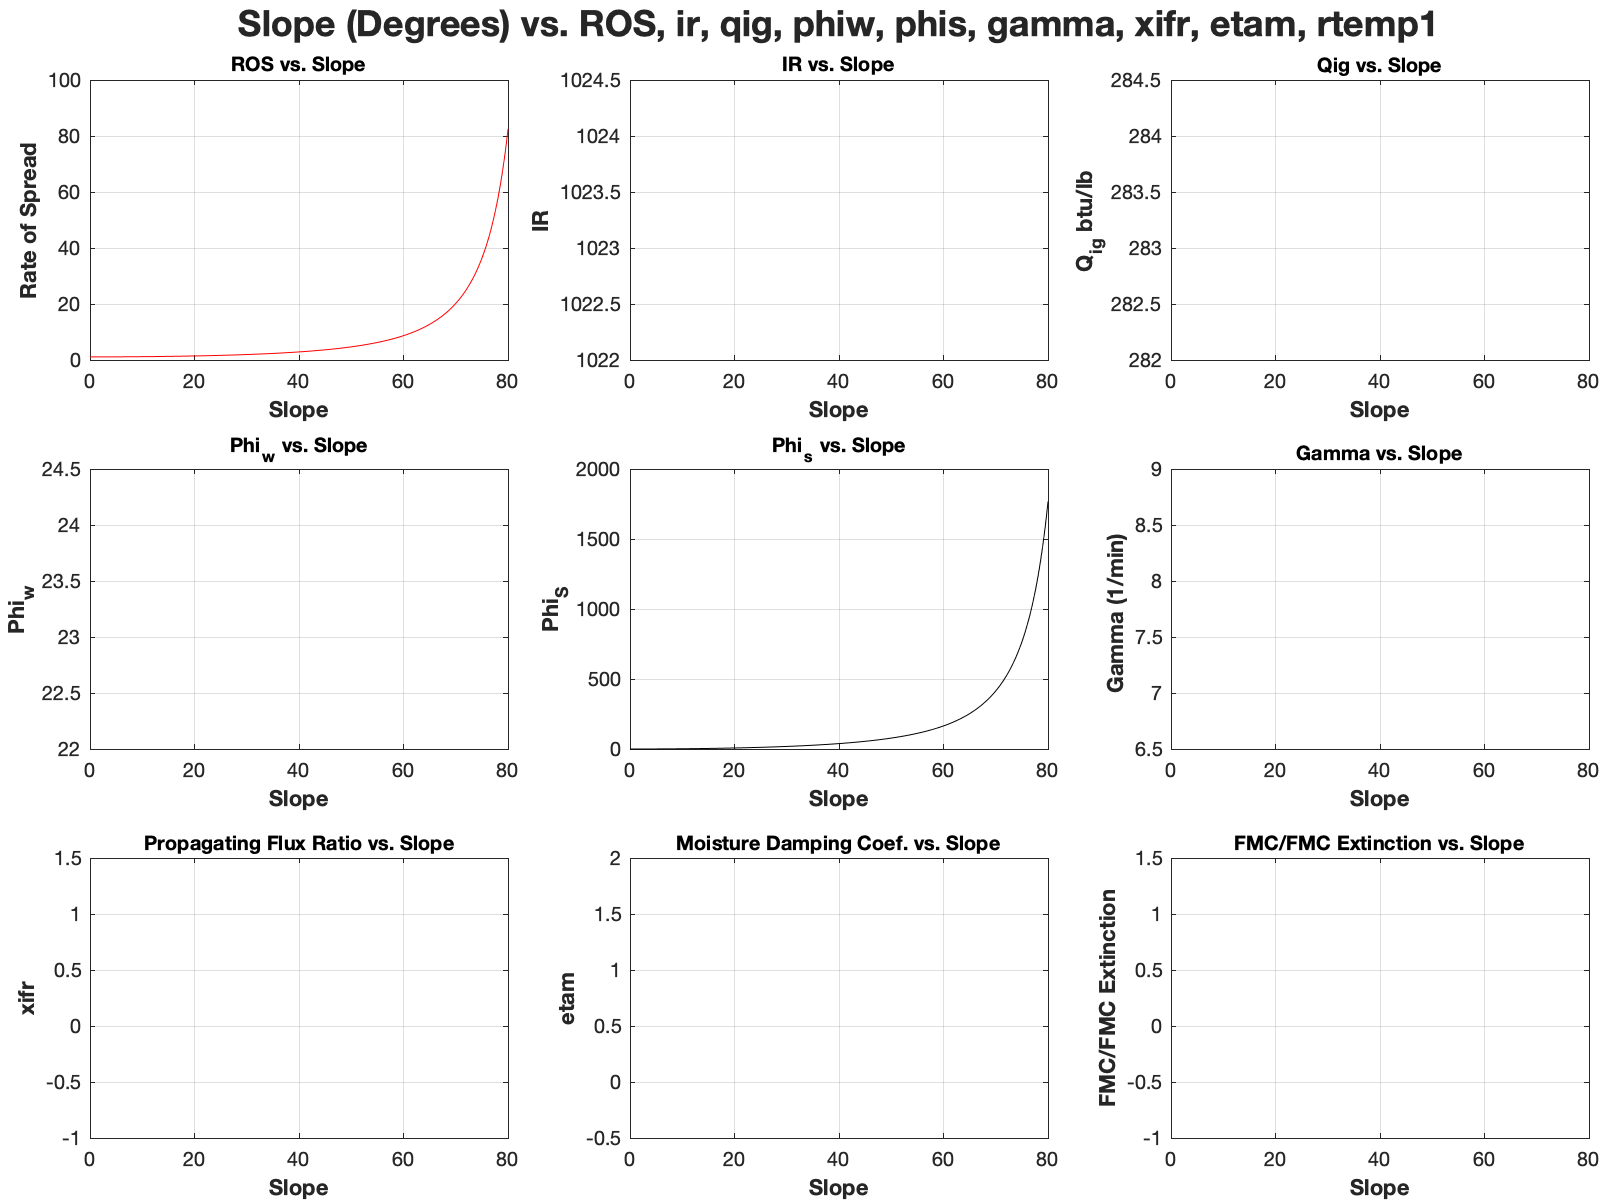 Slope (Degrees) vs. ROS, ir, qig, phiw, phis, gamma, xifr, etam, rtemp1
ROS vs. Slope
100
80
60
40
20
0
Rate of Spread
0 20 40 60 80
Slope
IR vs. Slope
1024.5
1024
1023.5
1023
1022.5
1022
IR
0 20 40 60 80
Slope
Qig vs. Slope
284.5
284
283.5
283
282.5
282
Qig btu/lb
0 20 40 60 80
Slope
Phiw vs. Slope
24.5
24
23.5
23
22.5
22
Phiw
0 20 40 60 80
Slope
Phis vs. Slope
2000
1500
1000
500
0
PhiS
0 20 40 60 80
Slope
Gamma vs. Slope
9
8.5
8
7.5
7
6.5
Gamma (1/min)
0 20 40 60 80
Slope
Propagating Flux Ratio vs. Slope
1.5
1
0.5
0
-0.5
-1
xifr
0 20 40 60 80
Slope
Moisture Damping Coef. vs. Slope
2
1.5
1
0.5
0
-0.5
etam
0 20 40 60 80
Slope
FMC/FMC Extinction vs. Slope
1.5
1
0.5
0
-0.5
-1
FMC/FMC Extinction
0 20 40 60 80
Slope